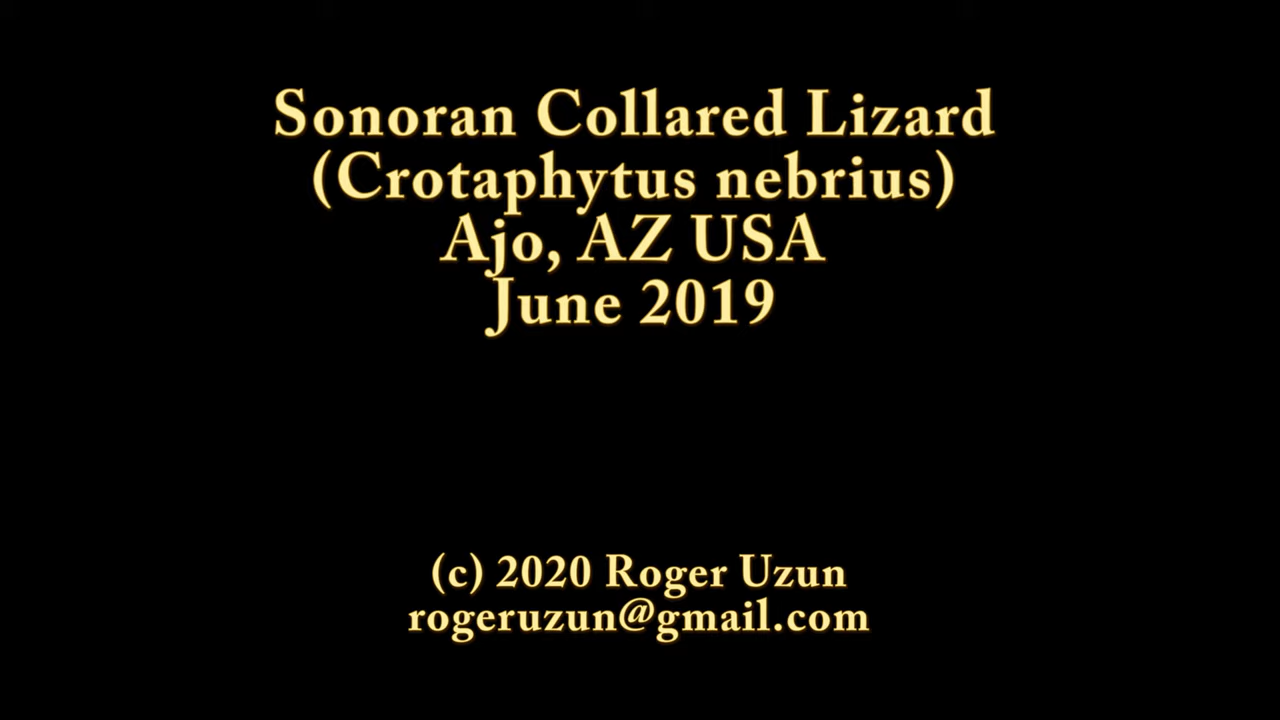 Sonoran Collared Lizard
(Crotaphytus nebrius)
Ajo, AZ USA
June 2019
(c) 2020 Roger Uzun
rogeruzun@gmail.com